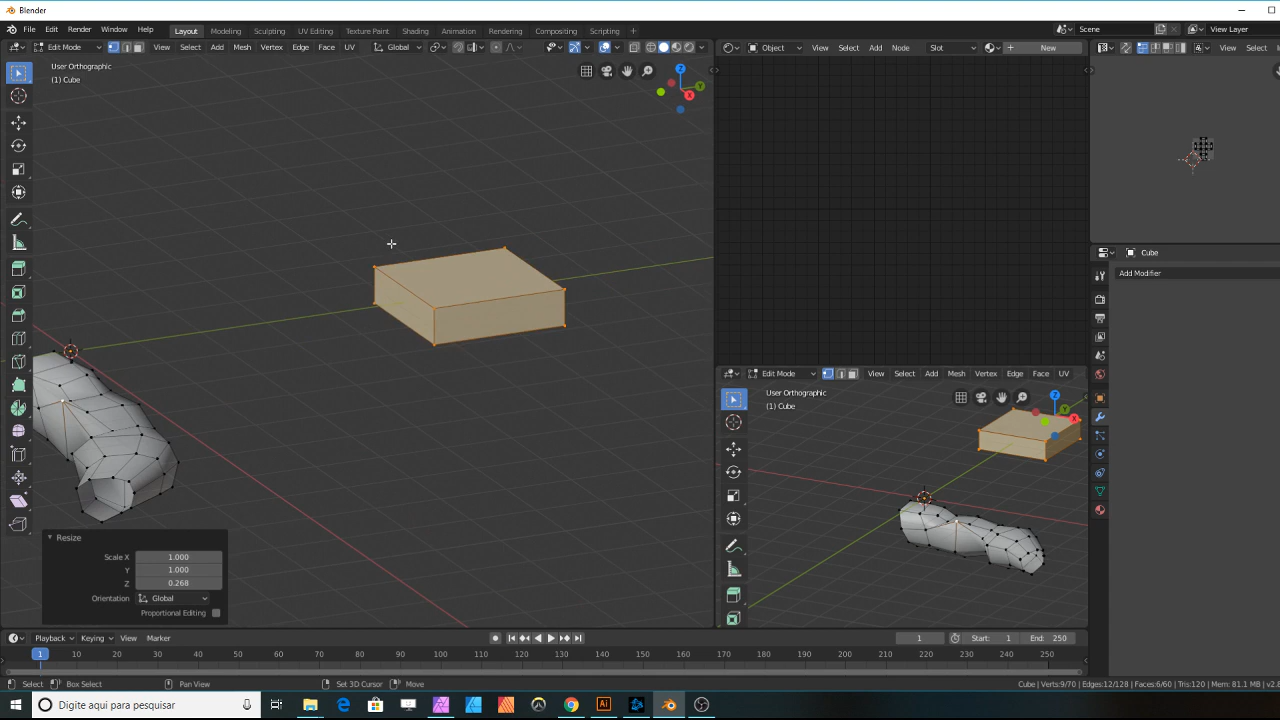 Blender
File Edit Render Window Help Layout Modeling Sculpting UV Editing Texture Paint Shading Animation Rendering Compositing Scripting Scene View Layer
Edit Mode View Select Add Mesh Vertex Edge Face UV Global Object View Select Add Node Slot New View Select
User Orthographic
(1) Cube
Z
Y
X
Cube
Add Modifier
Edit Mode View Select Add Mesh Vertex Edge Face UV
User Orthographic
(1) Cube
Z
Y
X
Resize
Scale X 1.000
Y 1.000
Z 0.268
Orientation Global
Proportional Editing
Playback Keying View Marker 1 Start: 1 End: 250
1 10 20 30 40 50 60 70 80 90 100 110 120 130 140 150 160 170 180 190 200 210 220 230 240 250
Select Box Select Pan View Set 3D Cursor Move Cube | Verts:9/70 | Edges:12/128 | Faces:6/60 | Tris:120 | Mem: 81.1 MB | v2.8
Digite aqui para pesquisar
Ai